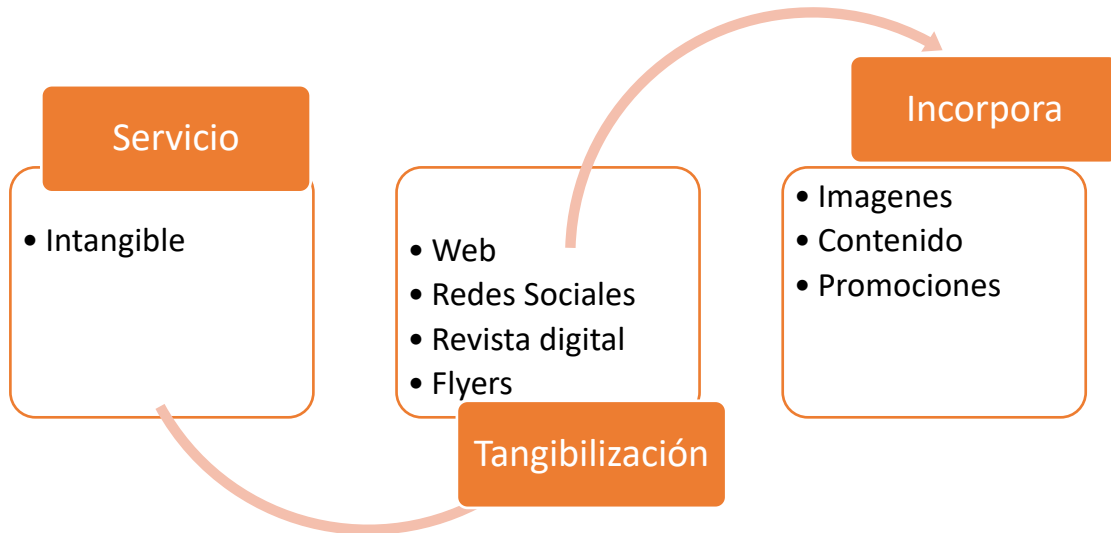 Servicio
• Intangible
• Web
• Redes Sociales
• Revista digital
• Flyers
Tangibilización
Incorpora
• Imagenes
• Contenido
• Promociones